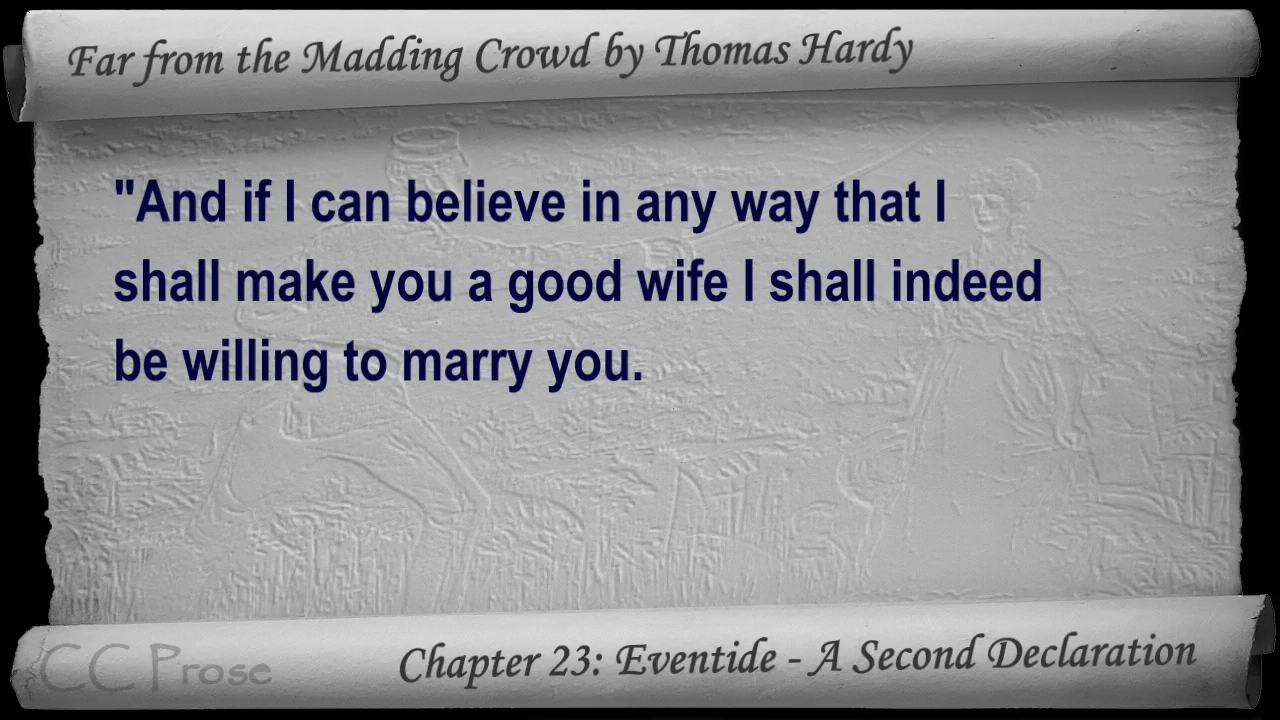 Far from the Madding Crowd by Thomas Hardy
"And if I can believe in any way that I
shall make you a good wife I shall indeed
be willing to marry you.
CC Prose
Chapter 23: Eventide - A Second Declaration